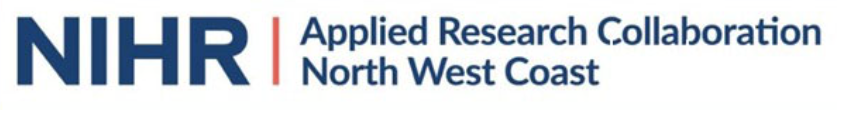 NIHR
Applied Research Collaboration
North West Coast